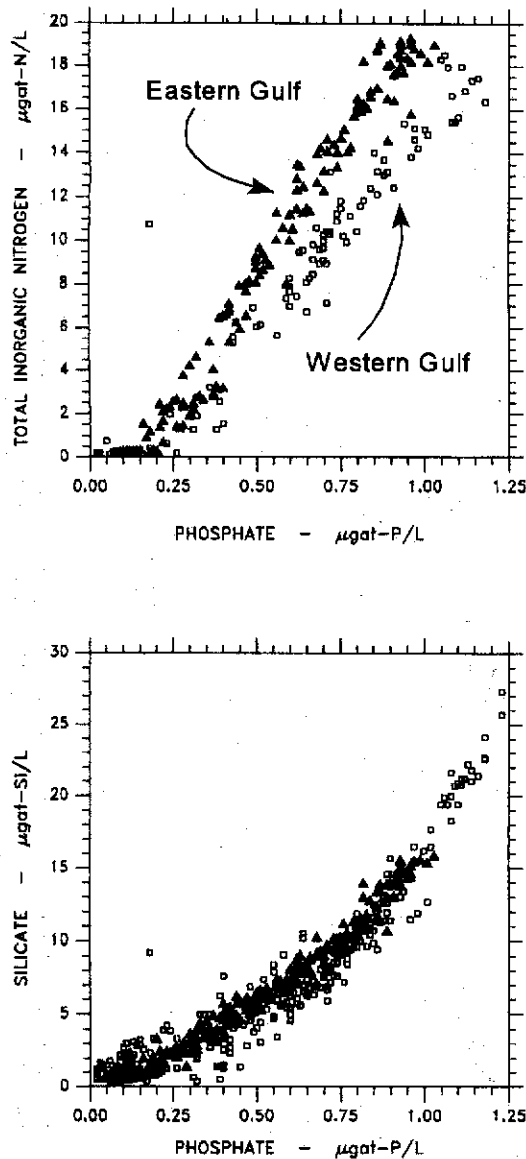 TOTAL INORGANIC NITROGEN – μgat-N/L
20
18
16
14
12
10
8
6
4
2
0
Eastern Gulf
Western Gulf
0.00 0.25 0.50 0.75 1.00 1.25
PHOSPHATE – μgat-P/L
SILICATE – μgat-Si/L
30
25
20
15
10
5
0
0.00 0.25 0.50 0.75 1.00 1.25
PHOSPHATE – μgat-P/L